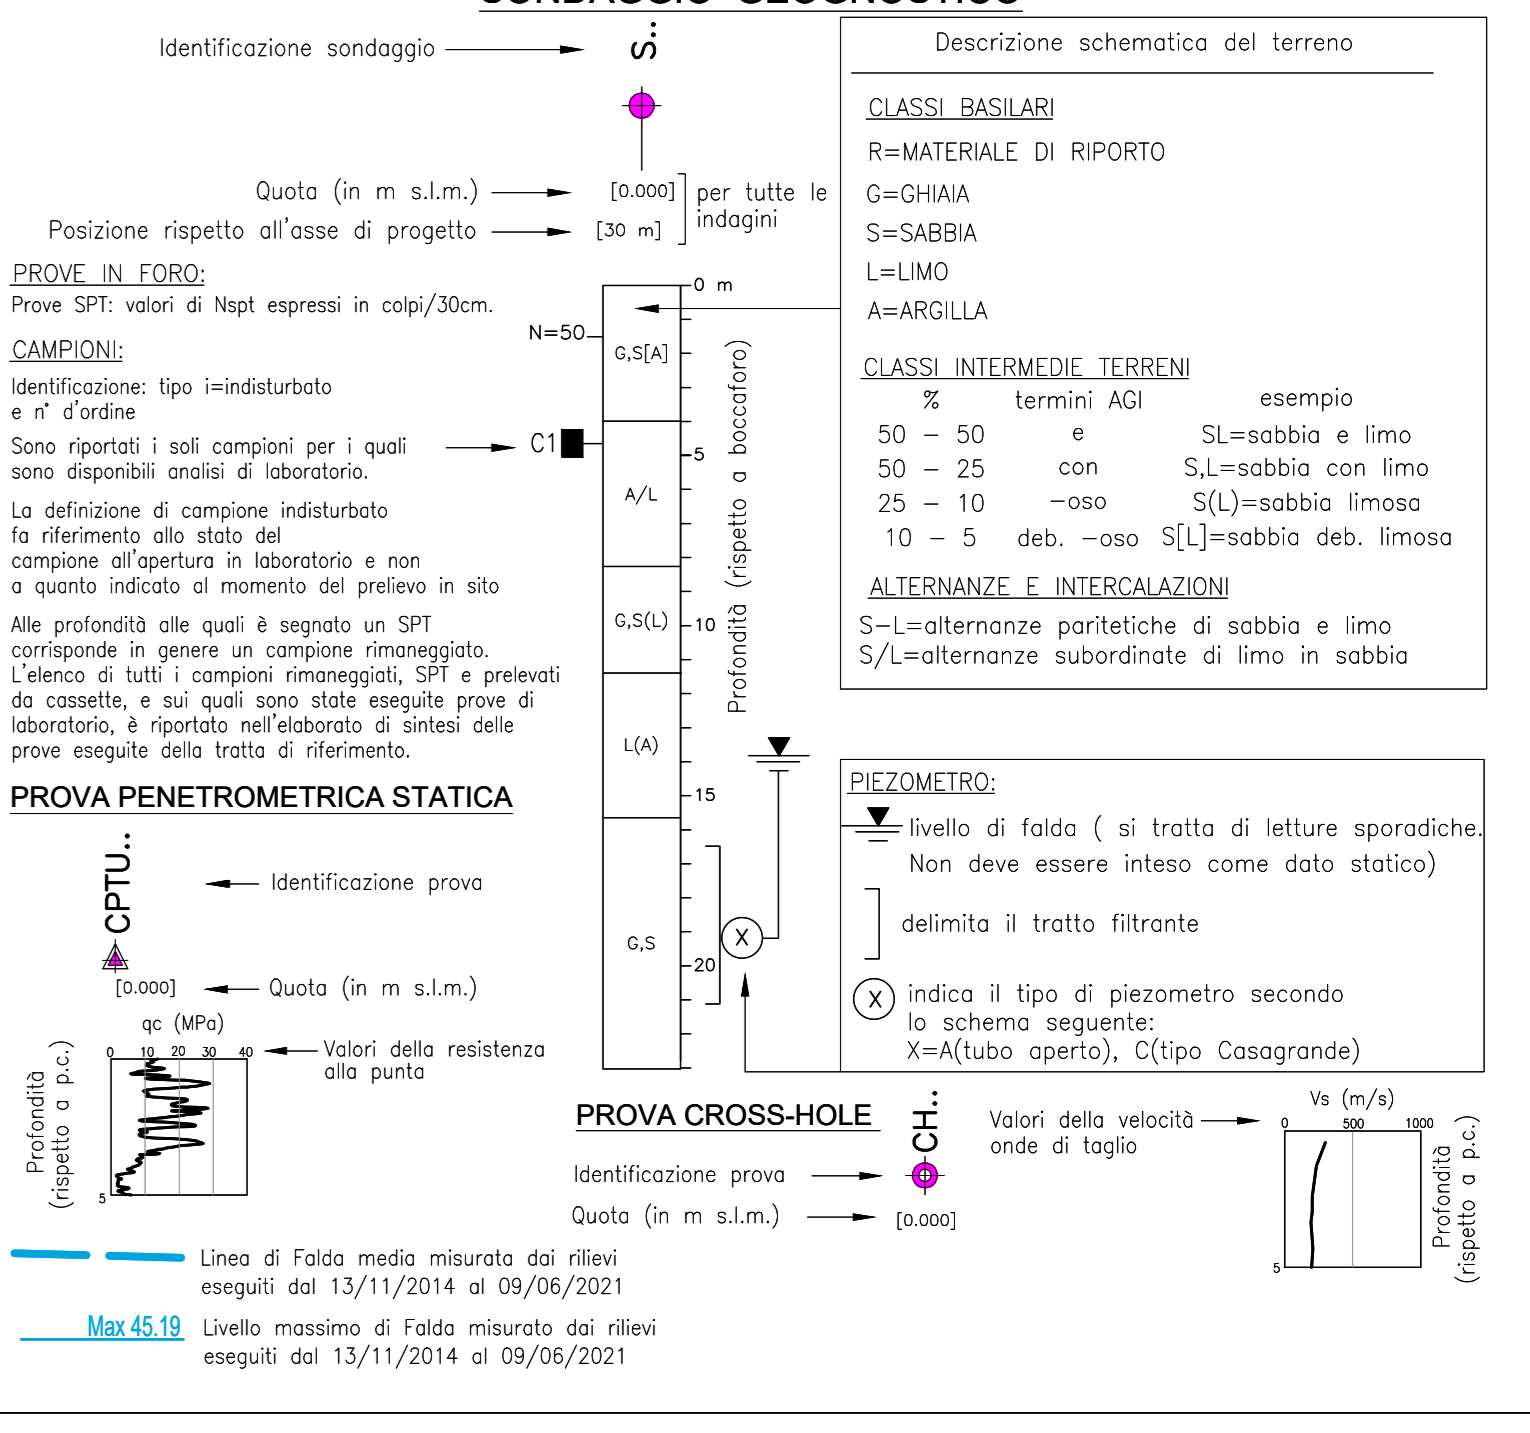 Identificazione sondaggio
S..
Quota (in m s.l.m.)
[0.000]
per tutte le
indagini
Posizione rispetto all'asse di progetto
[30 m]
PROVE IN FORO:
Prove SPT: valori di Nspt espressi in colpi/30cm.
CAMPIONI:
Identificazione: tipo i=indisturbato
e n° d'ordine
Sono riportati i soli campioni per i quali
sono disponibili analisi di laboratorio.
La definizione di campione indisturbato
fa riferimento allo stato del
campione all'apertura in laboratorio e non
a quanto indicato al momento del prelievo in sito
Alle profondità alle quali è segnato un SPT
corrisponde in genere un campione rimaneggiato.
L'elenco di tutti i campioni rimaneggiati, SPT e prelevati
da cassette, e sui quali sono state eseguite prove di
laboratorio, è riportato nell'elaborato di sintesi delle
prove eseguite della tratta di riferimento.
N=50
C1
G,S[A]
A/L
G,S(L)
L(A)
G,S
0 m
5
10
15
20
Profondità (rispetto a boccaforo)
X
Descrizione schematica del terreno
CLASSI BASILARI
R=MATERIALE DI RIPORTO
G=GHIAIA
S=SABBIA
L=LIMO
A=ARGILLA
CLASSI INTERMEDIE TERRENI
% termini AGI esempio
50 - 50 e SL=sabbia e limo
50 - 25 con S,L=sabbia con limo
25 - 10 -oso S(L)=sabbia limosa
10 - 5 deb. -oso S[L]=sabbia deb. limosa
ALTERNANZE E INTERCALAZIONI
S-L=alternanze paritetiche di sabbia e limo
S/L=alternanze subordinate di limo in sabbia
PIEZOMETRO:
livello di falda ( si tratta di letture sporadiche.
Non deve essere inteso come dato statico)
delimita il tratto filtrante
X
indica il tipo di piezometro secondo
lo schema seguente:
X=A(tubo aperto), C(tipo Casagrande)
PROVA PENETROMETRICA STATICA
CPTU..
Identificazione prova
[0.000]
Quota (in m s.l.m.)
qc (MPa)
0 10 20 30 40
Valori della resistenza
alla punta
Profondità
(rispetto a p.c.)
5
PROVA CROSS-HOLE
CH..
Identificazione prova
Quota (in m s.l.m.)
[0.000]
Valori della velocità
onde di taglio
Vs (m/s)
0 500 1000
Profondità
(rispetto a p.c.)
5
Linea di Falda media misurata dai rilievi
eseguiti dal 13/11/2014 al 09/06/2021
Max 45.19
Livello massimo di Falda misurato dai rilievi
eseguiti dal 13/11/2014 al 09/06/2021